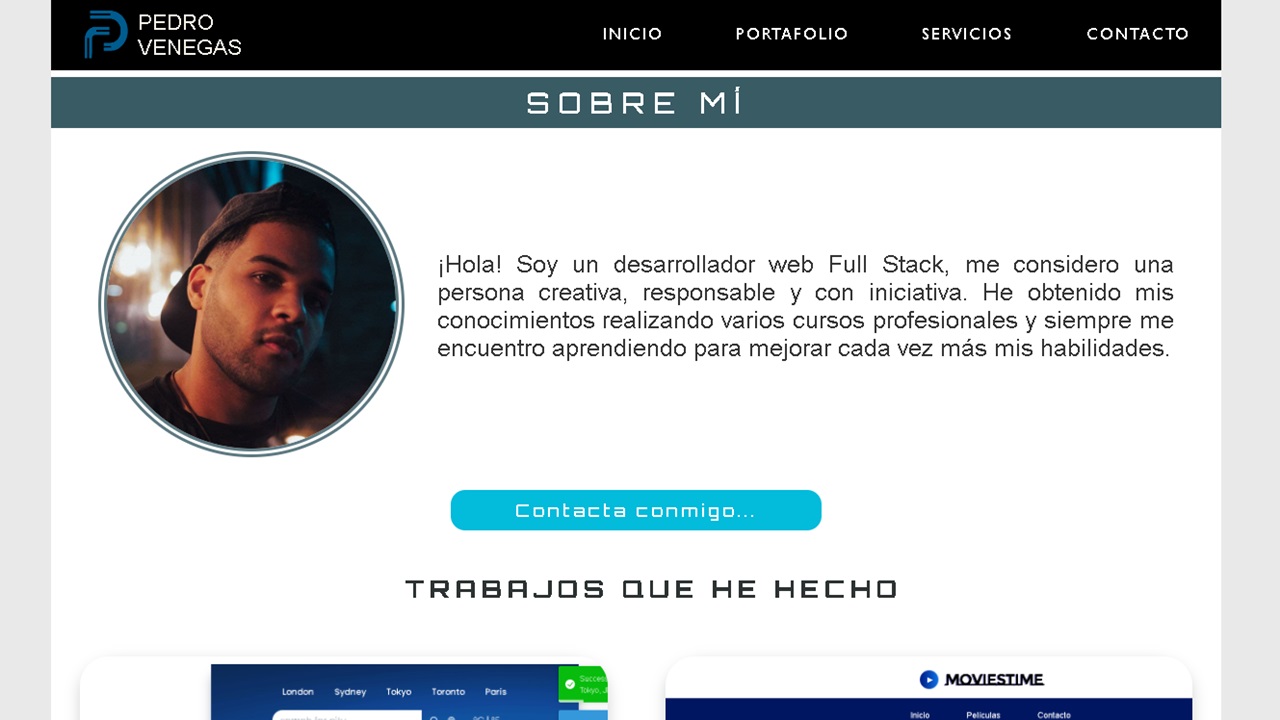 PEDRO
VENEGAS
INICIO PORTAFOLIO SERVICIOS CONTACTO
SOBRE MÍ
¡Hola! Soy un desarrollador web Full Stack, me considero una
persona creativa, responsable y con iniciativa. He obtenido mis
conocimientos realizando varios cursos profesionales y siempre me
encuentro aprendiendo para mejorar cada vez más mis habilidades.
Contacta conmigo...
TRABAJOS QUE HE HECHO
London Sydney Tokyo Toronto Paris
MOVIESTIME
Inicio Películas Contacto